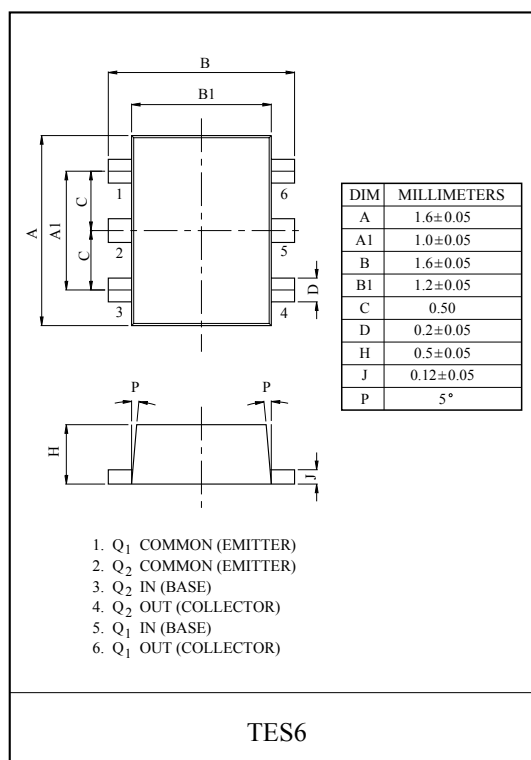 B
B1
1
6
C
A
A1
2
5
C
D
3
4
DIM MILLIMETERS
A 1.6±0.05
A1 1.0±0.05
B 1.6±0.05
B1 1.2±0.05
C 0.50
D 0.2±0.05
H 0.5±0.05
J 0.12±0.05
P 5°
P
P
H
J
1. Q1 COMMON (EMITTER)
2. Q2 COMMON (EMITTER)
3. Q2 IN (BASE)
4. Q2 OUT (COLLECTOR)
5. Q1 IN (BASE)
6. Q1 OUT (COLLECTOR)
TES6